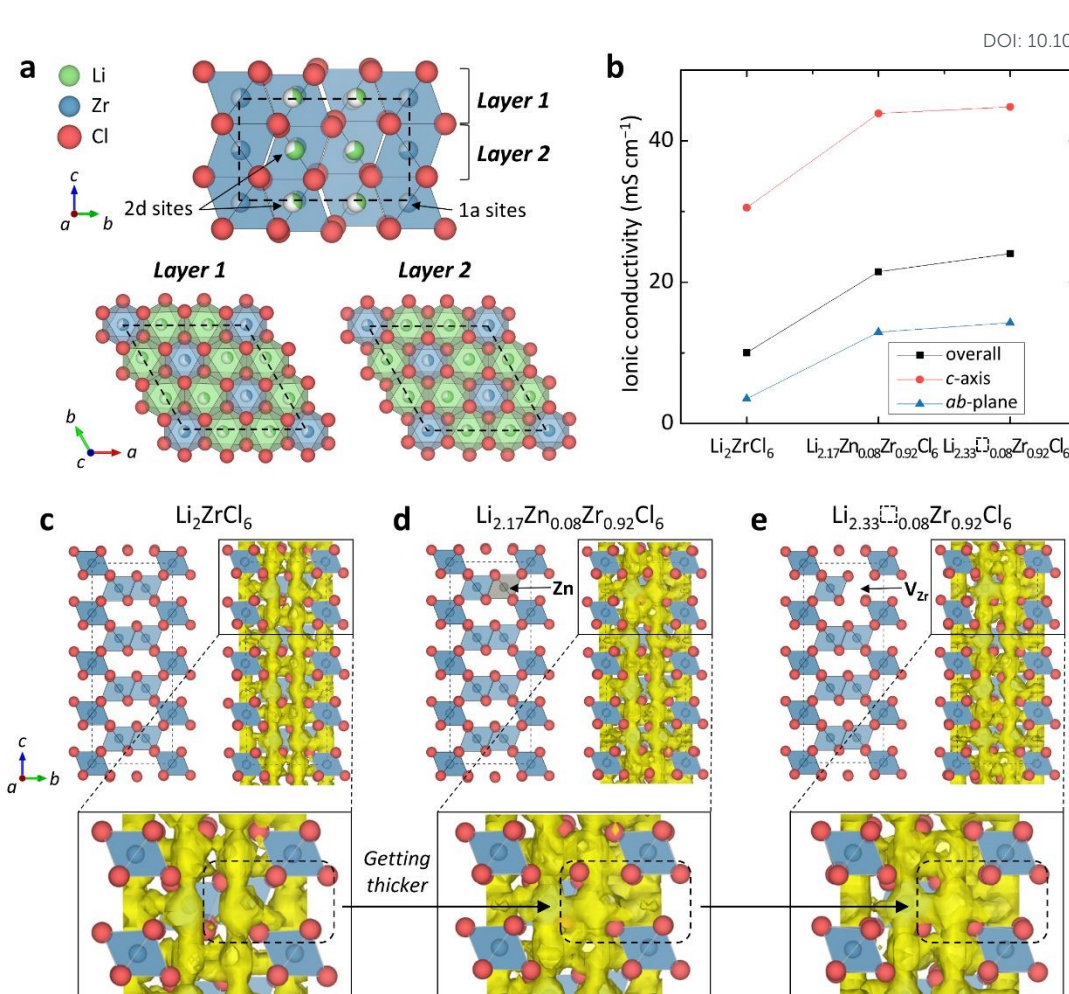 DOI: 10.10
a
Li
Zr
Cl
Layer 1
Layer 2
c
a
b
2d sites
1a sites
Layer 1
Layer 2
b
c
a
b
Ionic conductivity (mS cm⁻¹)
40
20
0
overall
c-axis
ab-plane
Li₂ZrCl₆
Li₂.₁₇Zn₀.₀₈Zr₀.₉₂Cl₆
Li₂.₃₃□₀.₀₈Zr₀.₉₂Cl₆
c
Li₂ZrCl₆
d
Li₂.₁₇Zn₀.₀₈Zr₀.₉₂Cl₆
Zn
e
Li₂.₃₃□₀.₀₈Zr₀.₉₂Cl₆
V_Zr
c
a
b
Getting
thicker